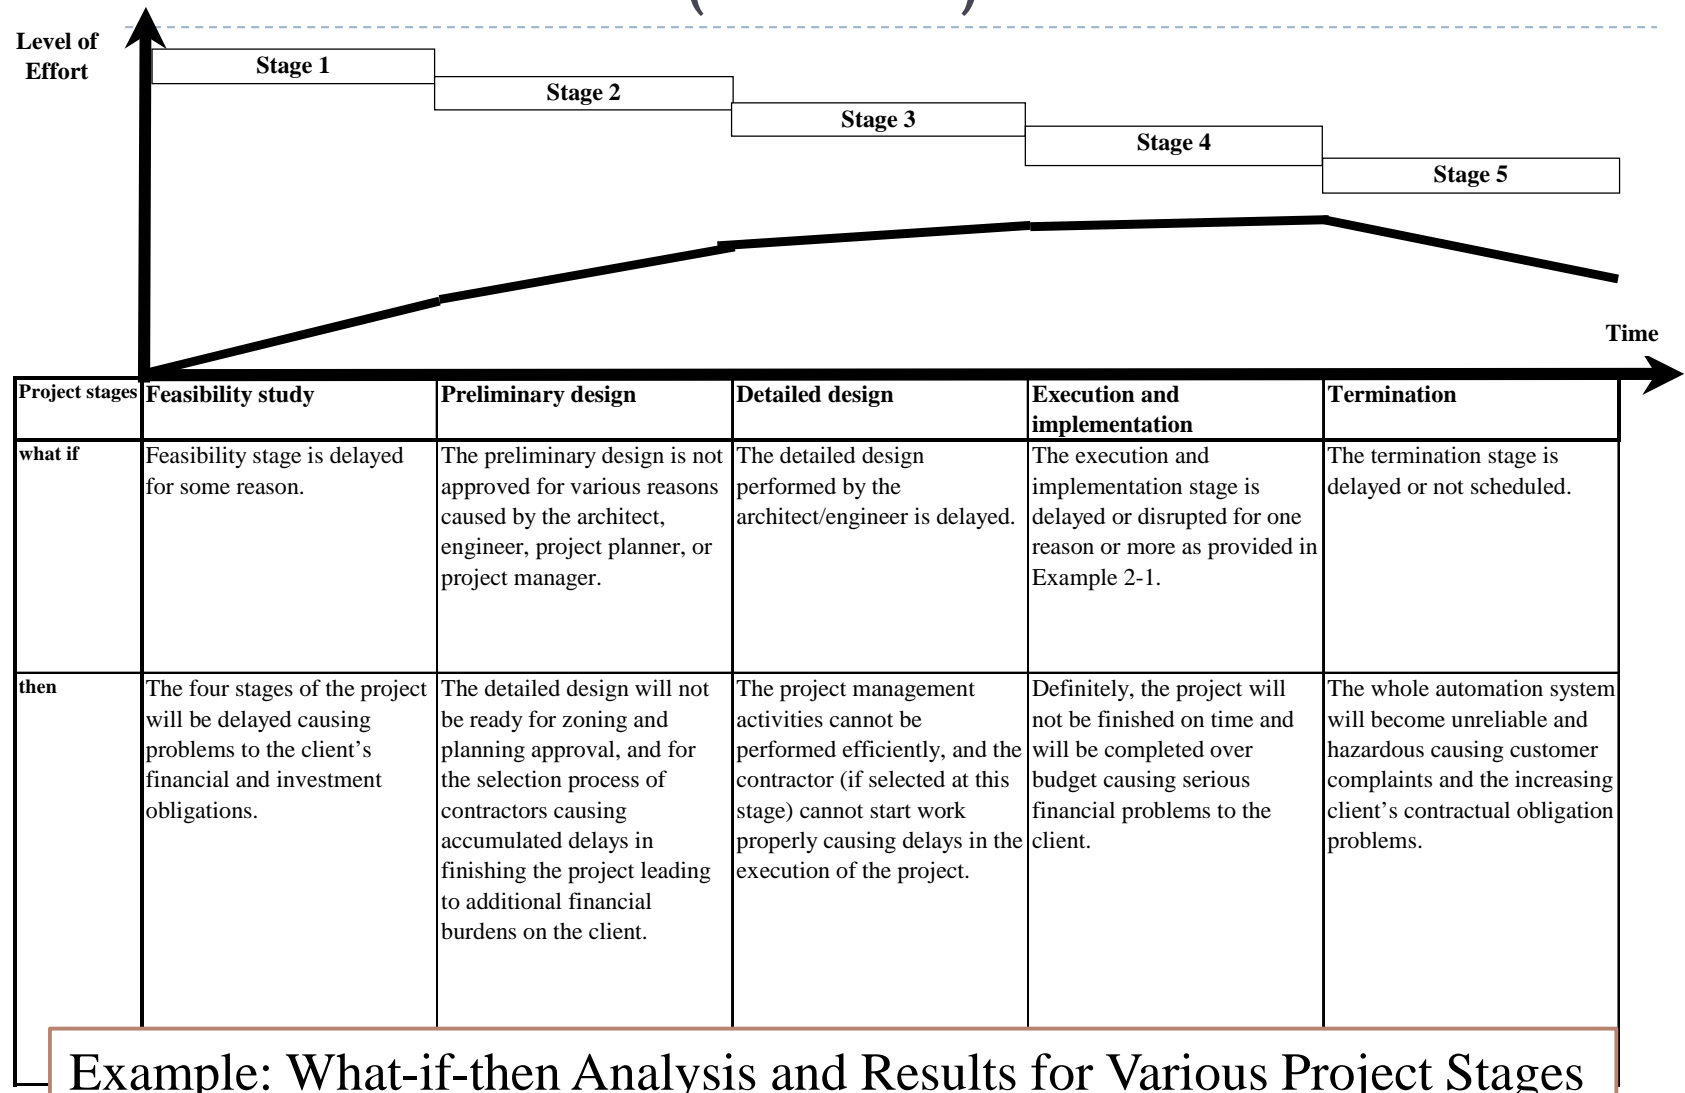 Level of
Effort
Stage 1
Stage 2
Stage 3
Stage 4
Stage 5
Time
Project stages
Feasibility study
Preliminary design
Detailed design
Execution and
implementation
Termination
what if
Feasibility stage is delayed
for some reason.
The preliminary design is not
approved for various reasons
caused by the architect,
engineer, project planner, or
project manager.
The detailed design
performed by the
architect/engineer is delayed.
The execution and
implementation stage is
delayed or disrupted for one
reason or more as provided in
Example 2-1.
The termination stage is
delayed or not scheduled.
then
The four stages of the project
will be delayed causing
problems to the client’s
financial and investment
obligations.
The detailed design will not
be ready for zoning and
planning approval, and for
the selection process of
contractors causing
accumulated delays in
finishing the project leading
to additional financial
burdens on the client.
The project management
activities cannot be
performed efficiently, and the
contractor (if selected at this
stage) cannot start work
properly causing delays in the
execution of the project.
Definitely, the project will
not be finished on time and
will be completed over
budget causing serious
financial problems to the
client.
The whole automation system
will become unreliable and
hazardous causing customer
complaints and the increasing
client’s contractual obligation
problems.
Example: What-if-then Analysis and Results for Various Project Stages